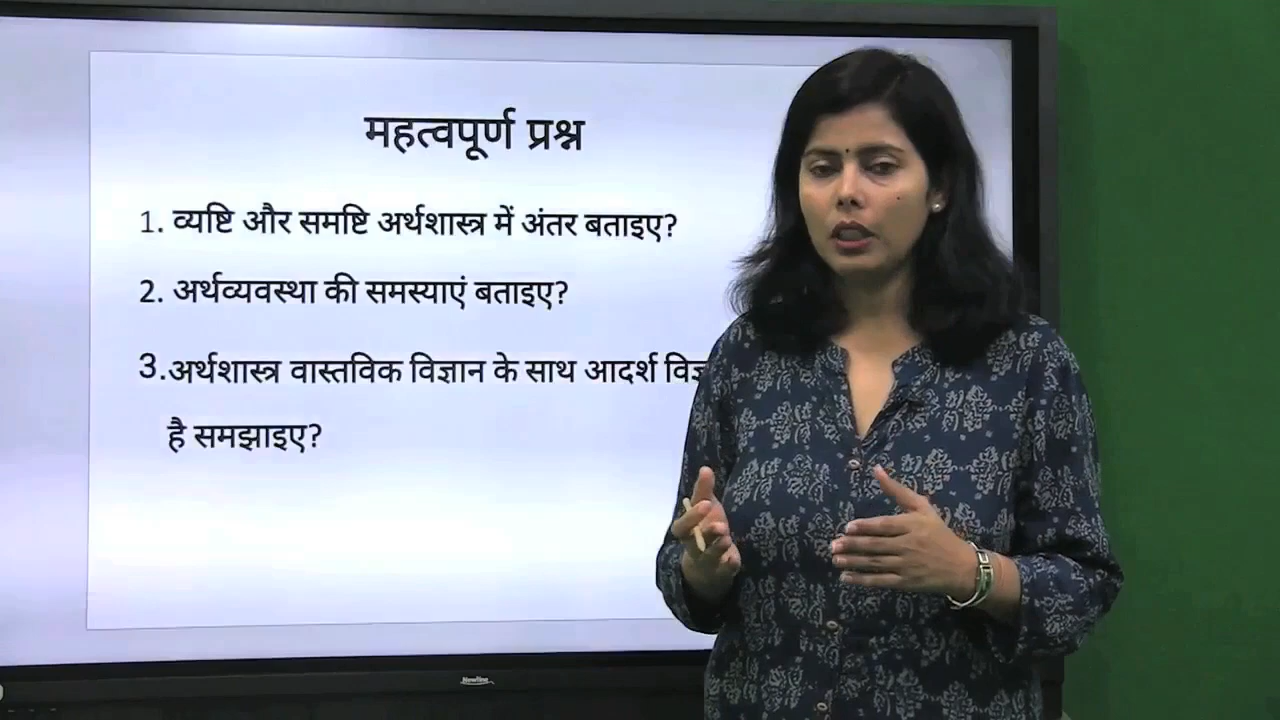 महत्वपूर्ण प्रश्न
1. व्यष्टि और समष्टि अर्थशास्त्र में अंतर बताइए?
2. अर्थव्यवस्था की समस्याएं बताइए?
3.अर्थशास्त्र वास्तविक विज्ञान के साथ आदर्श
है समझाइए?
Newline